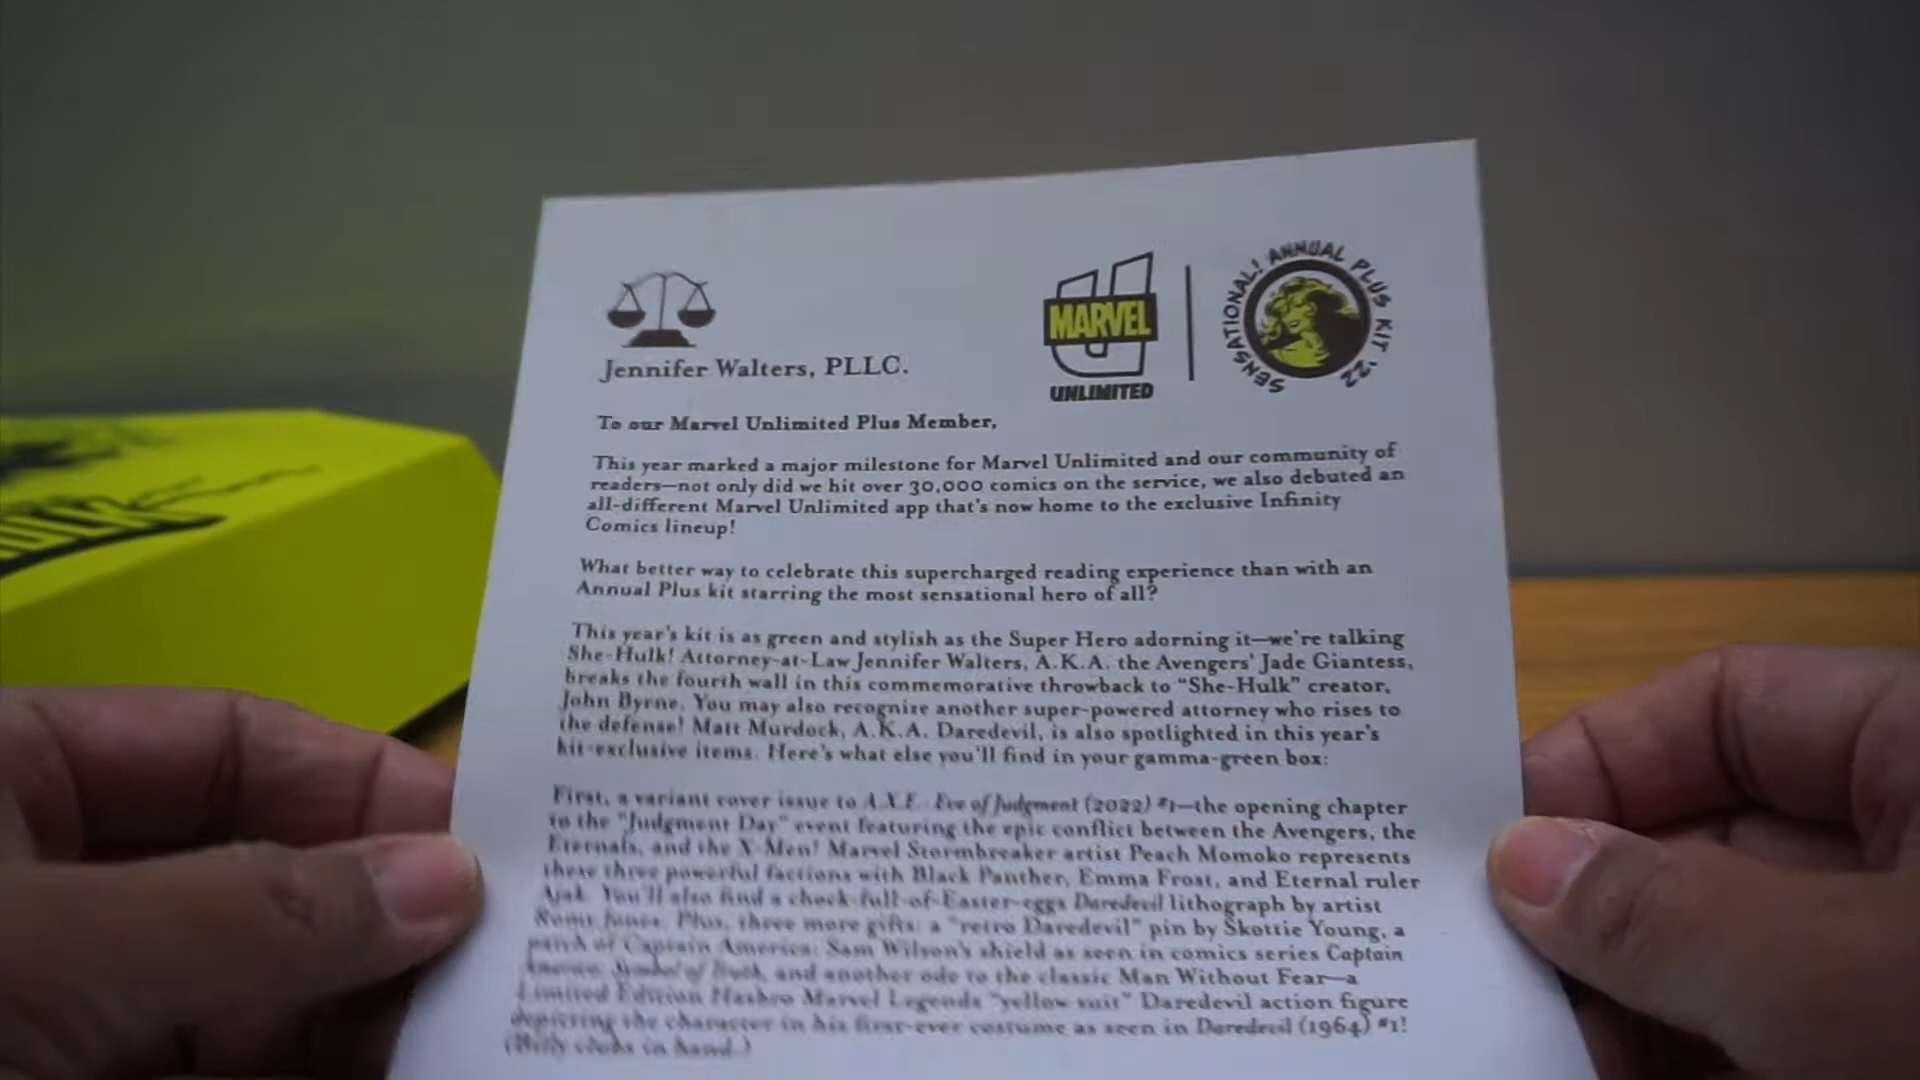 Jennifer Walters, PLLC.
MARVEL
UNLIMITED
SENSATIONAL! ANNUAL PLUS KIT '22
HULK
To our Marvel Unlimited Plus Member,
This year marked a major milestone for Marvel Unlimited and our community of
readers—not only did we hit over 30,000 comics on the service, we also debuted an
all-different Marvel Unlimited app that's now home to the exclusive Infinity
Comics lineup!
What better way to celebrate this supercharged reading experience than with an
Annual Plus kit starring the most sensational hero of all?
This year's kit is as green and stylish as the Super Hero adorning it—we're talking
She-Hulk! Attorney-at-Law Jennifer Walters, A.K.A. the Avengers' Jade Giantess,
breaks the fourth wall in this commemorative throwback to "She-Hulk" creator,
John Byrne. You may also recognize another super-powered attorney who rises to
the defense! Matt Murdock, A.K.A. Daredevil, is also spotlighted in this year's
kit-exclusive items. Here's what else you'll find in your gamma-green box:
First, a variant cover issue to A.X.E.: Eve of Judgment (2022) #1—the opening chapter
to the "Judgment Day" event featuring the epic conflict between the Avengers, the
Eternals, and the X-Men! Marvel Stormbreaker artist Peach Momoko represents
these three powerful factions with Black Panther, Emma Frost, and Eternal ruler
Ajak. You'll also find a chock-full-of-Easter-eggs Daredevil lithograph by artist
Plus, three more gifts: a "retro Daredevil" pin by Skottie Young, a
patch of Captain America: Sam Wilson's shield as seen in comics series Captain
America: Symbol of Truth, and another ode to the classic Man Without Fear—a
Limited Edition Hasbro Marvel Legends "yellow suit" Daredevil action figure
depicting the character in his first-ever costume as seen in Daredevil (1964) #1!
(Billy clubs in hand.)